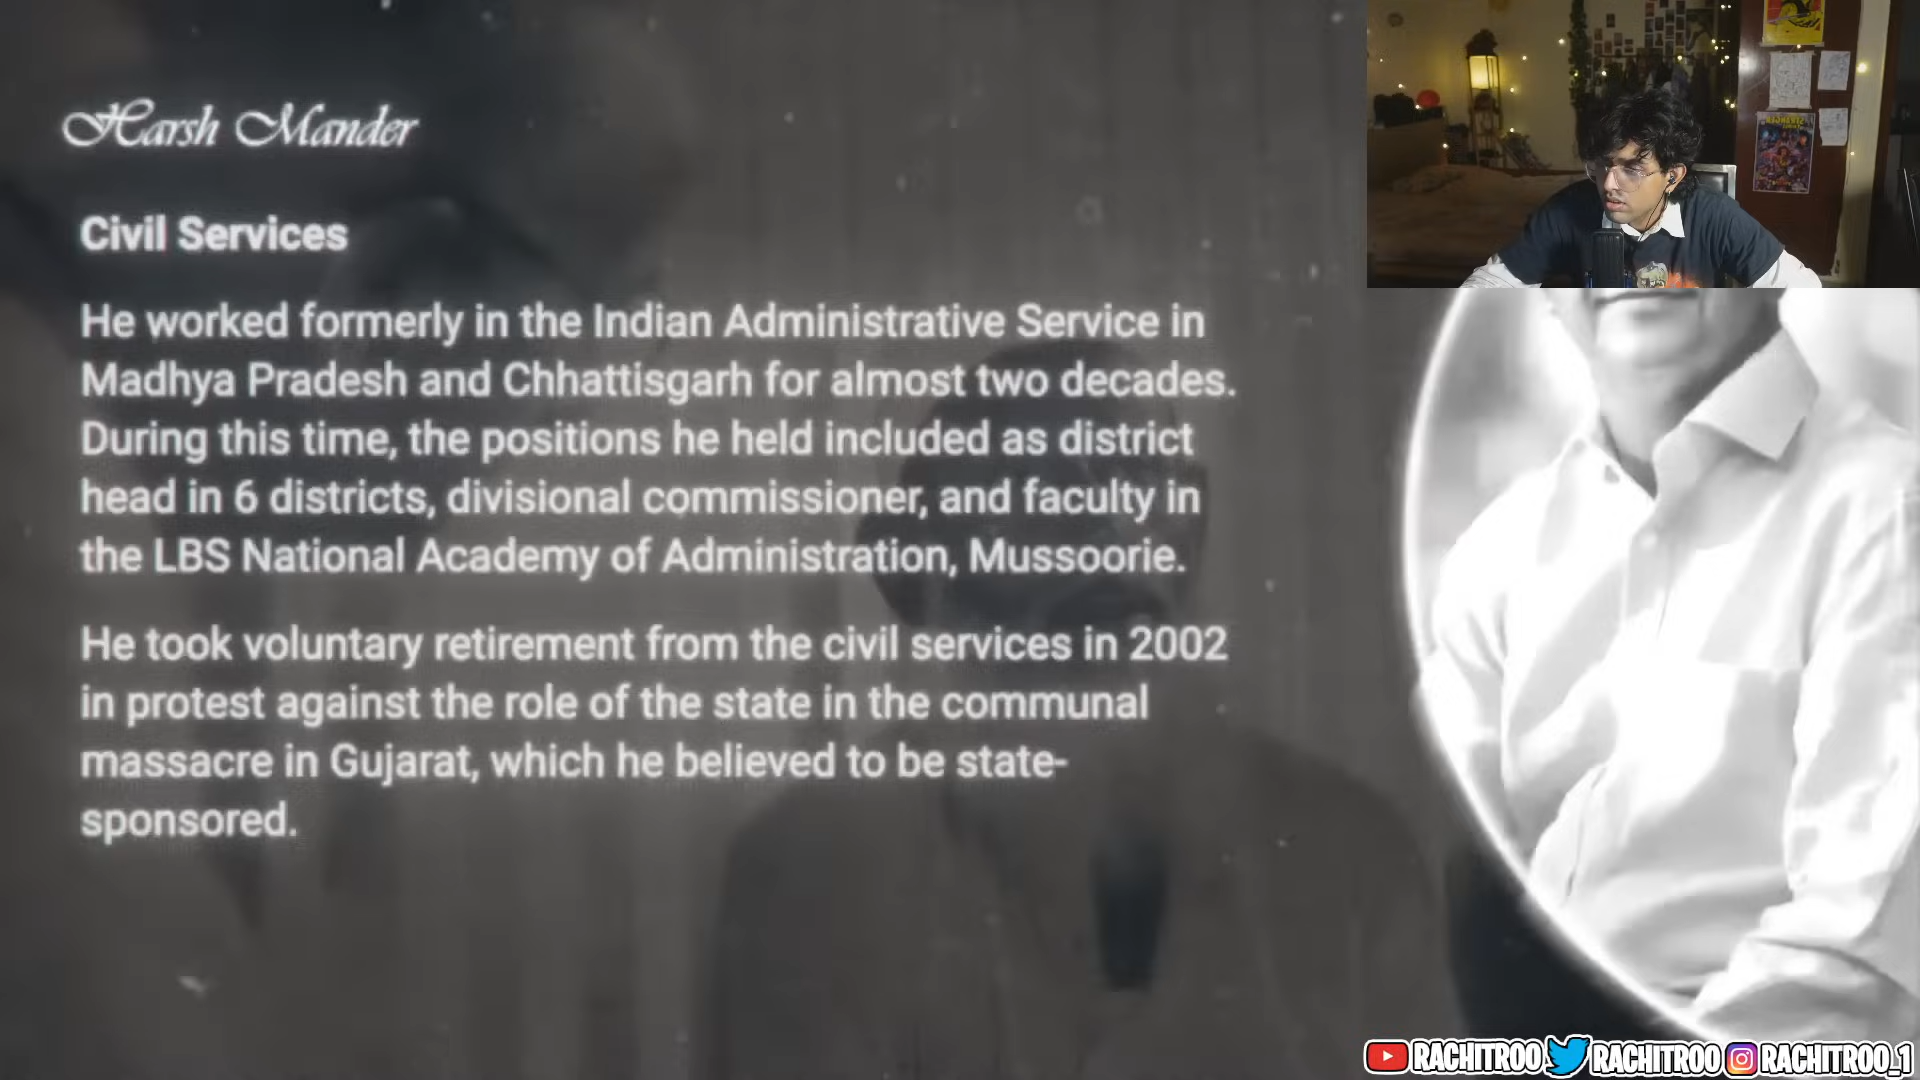 Harsh Mander
Civil Services
He worked formerly in the Indian Administrative Service in
Madhya Pradesh and Chhattisgarh for almost two decades.
During this time, the positions he held included as district
head in 6 districts, divisional commissioner, and faculty in
the LBS National Academy of Administration, Mussoorie.
He took voluntary retirement from the civil services in 2002
in protest against the role of the state in the communal
massacre in Gujarat, which he believed to be state-
sponsored.
RACHITROO RACHITROO RACHITROO_1